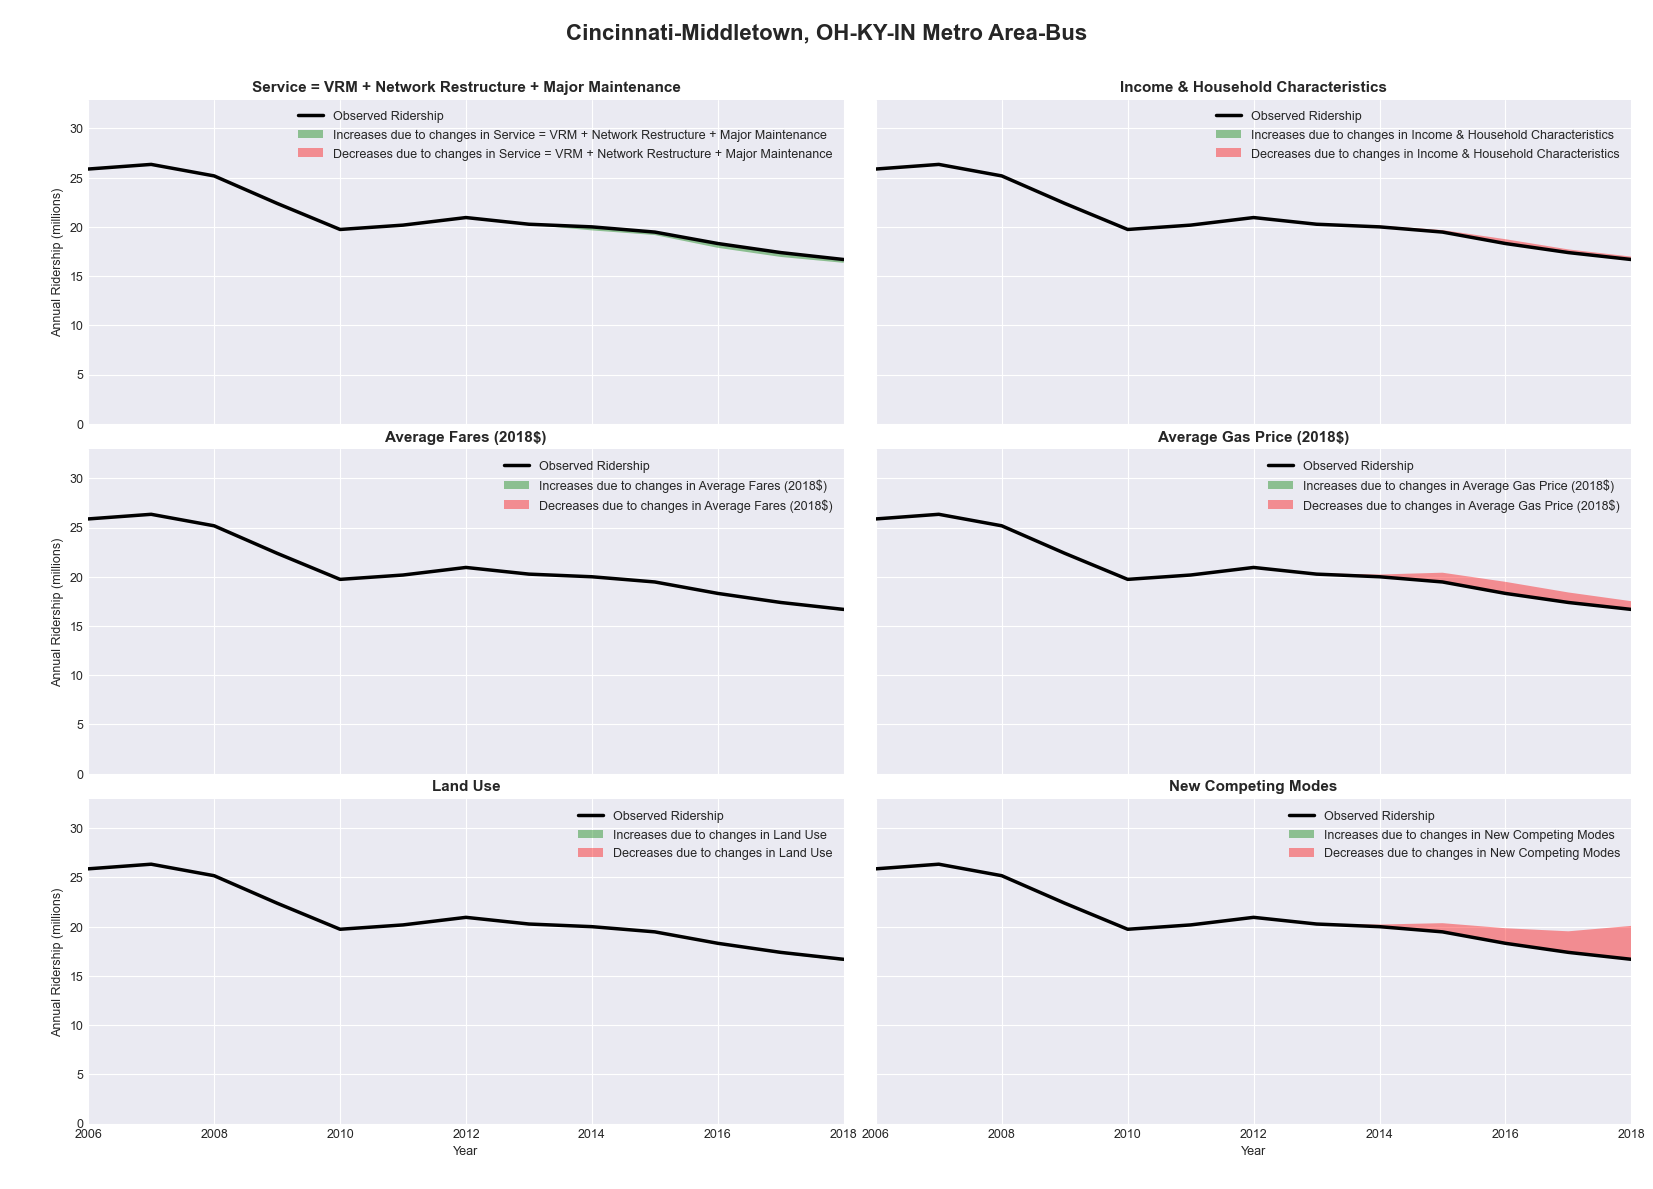 Cincinnati-Middletown, OH-KY-IN Metro Area-Bus
Service = VRM + Network Restructure + Major Maintenance
Observed Ridership
Increases due to changes in Service = VRM + Network Restructure + Major Maintenance
Decreases due to changes in Service = VRM + Network Restructure + Major Maintenance
Annual Ridership (millions)
30
25
20
15
10
5
0
Income & Household Characteristics
Observed Ridership
Increases due to changes in Income & Household Characteristics
Decreases due to changes in Income & Household Characteristics
Average Fares (2018$)
Observed Ridership
Increases due to changes in Average Fares (2018$)
Decreases due to changes in Average Fares (2018$)
Annual Ridership (millions)
30
25
20
15
10
5
0
Average Gas Price (2018$)
Observed Ridership
Increases due to changes in Average Gas Price (2018$)
Decreases due to changes in Average Gas Price (2018$)
Land Use
Observed Ridership
Increases due to changes in Land Use
Decreases due to changes in Land Use
Annual Ridership (millions)
30
25
20
15
10
5
0
2006 2008 2010 2012 2014 2016 2018
Year
New Competing Modes
Observed Ridership
Increases due to changes in New Competing Modes
Decreases due to changes in New Competing Modes
2006 2008 2010 2012 2014 2016 2018
Year